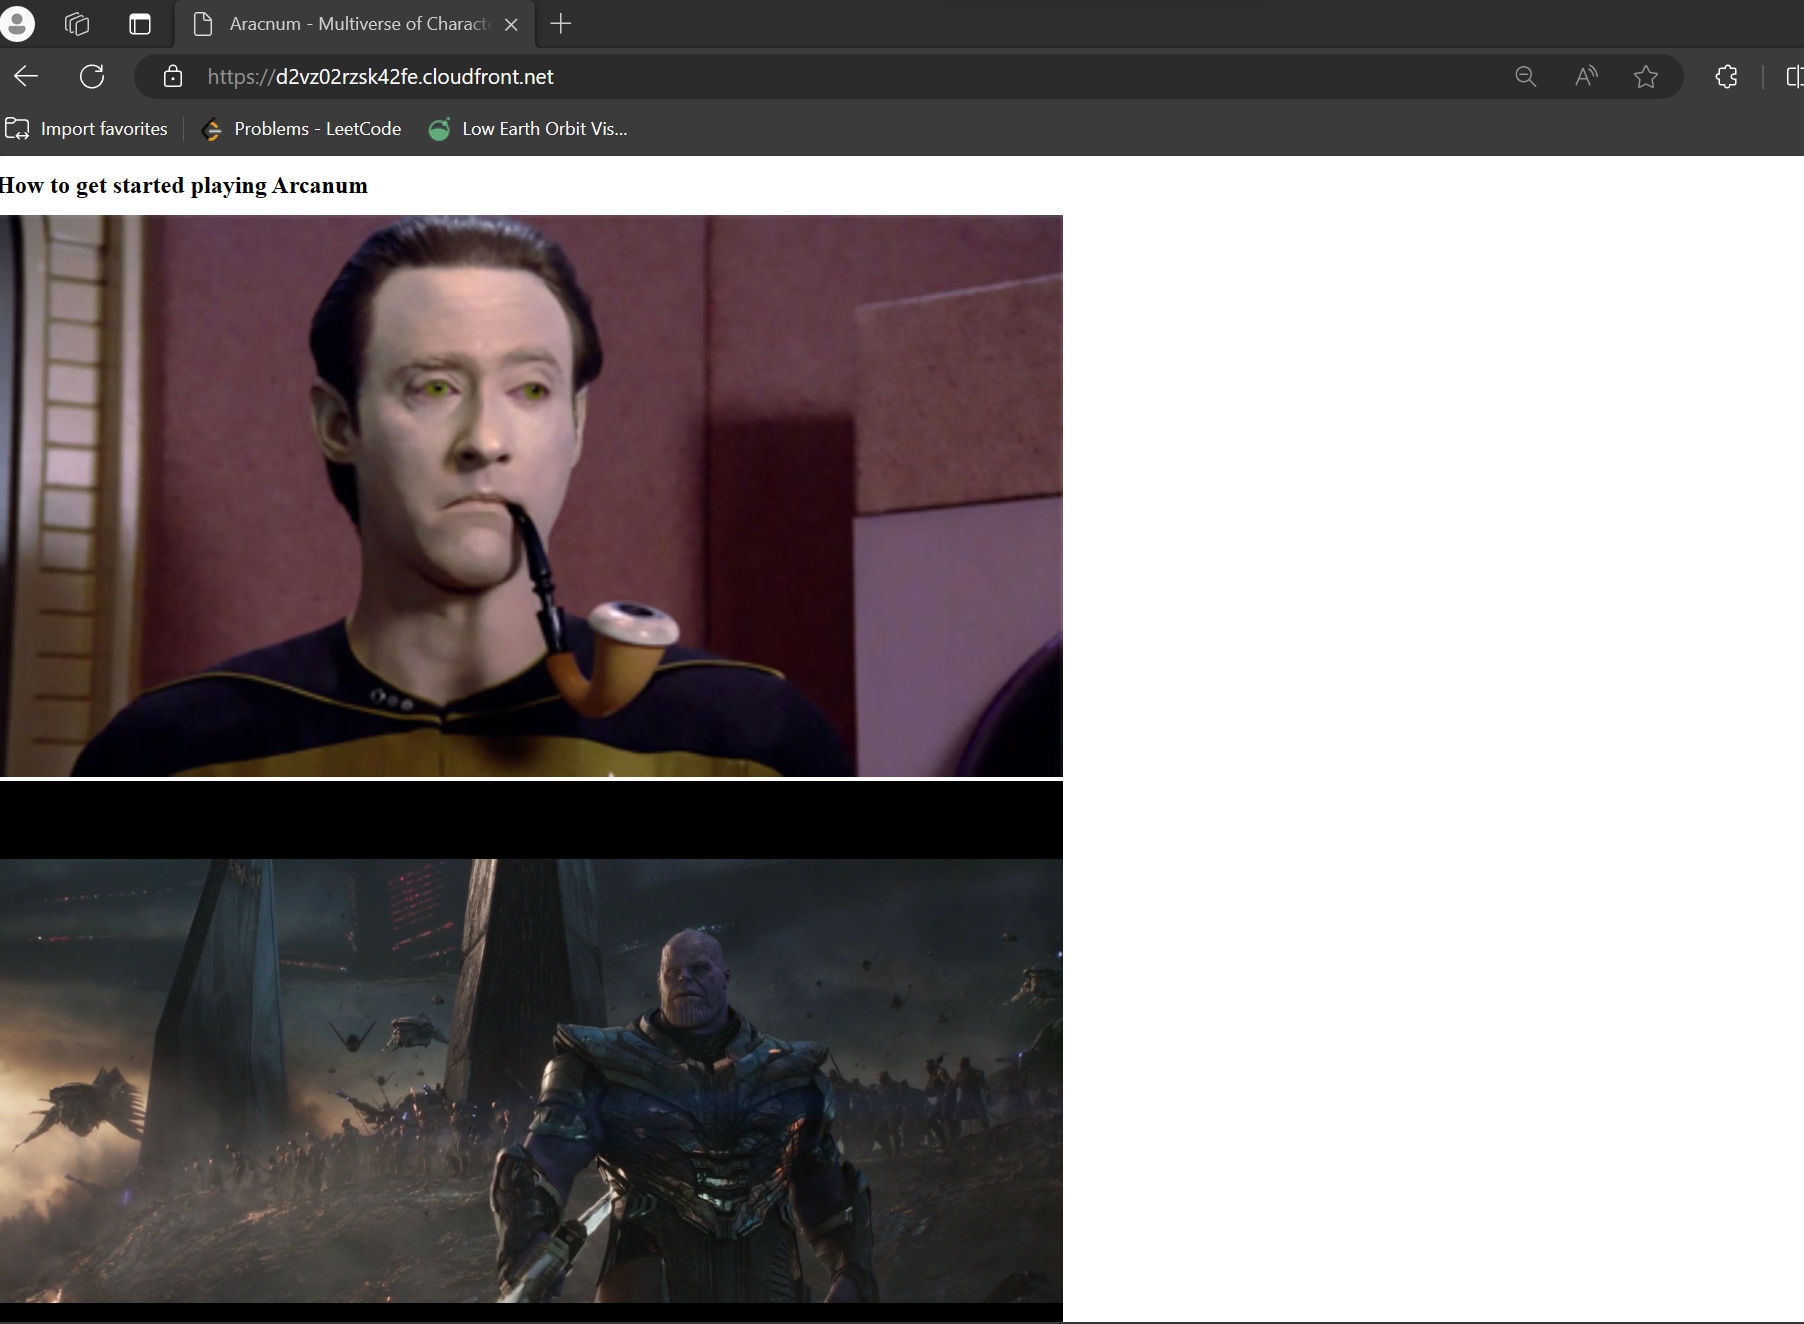 Aracnum - Multiverse of Charact
https://d2vz02rzsk42fe.cloudfront.net
Import favorites
Problems - LeetCode
Low Earth Orbit Vis...
How to get started playing Arcanum